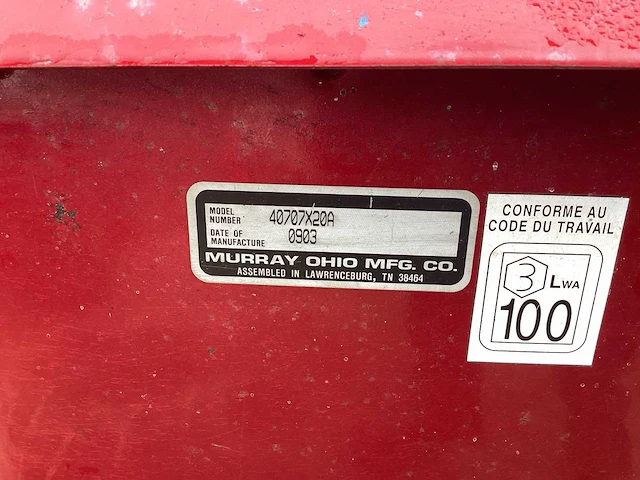 MODEL
NUMBER 40707X20A
DATE OF
MANUFACTURE 0903
MURRAY OHIO MFG. CO.
ASSEMBLED IN LAWRENCEBURG, TN 38464
CONFORME AU
CODE DU TRAVAIL
3 LWA
100